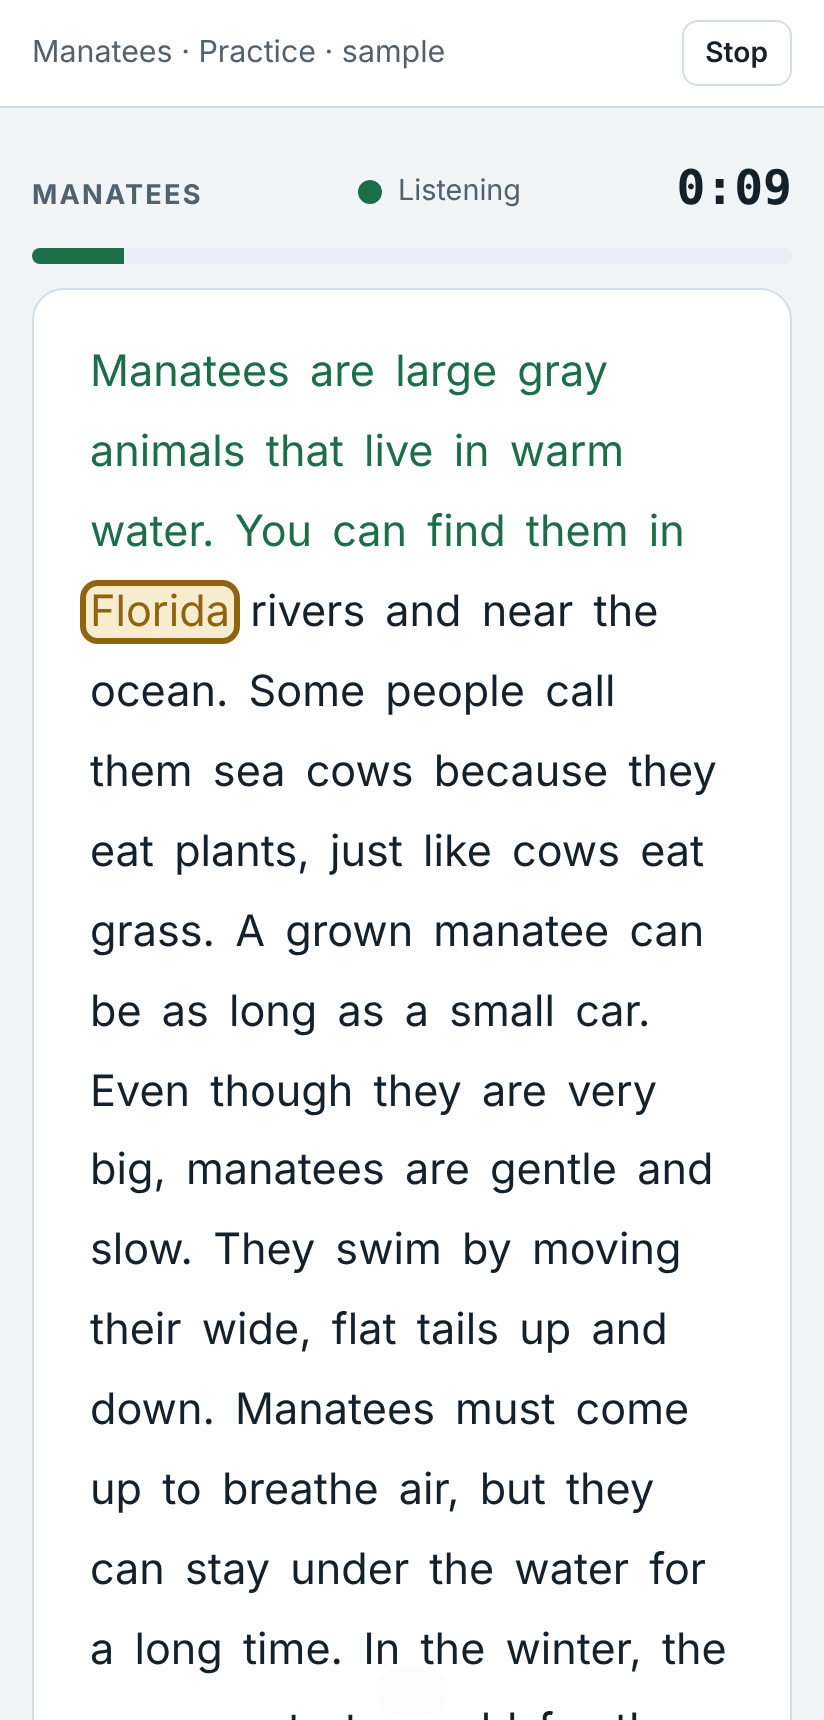 Manatees · Practice · sample
Stop
MANATEES
Listening
0:09
Manatees are large gray
animals that live in warm
water. You can find them in
Florida rivers and near the
ocean. Some people call
them sea cows because they
eat plants, just like cows eat
grass. A grown manatee can
be as long as a small car.
Even though they are very
big, manatees are gentle and
slow. They swim by moving
their wide, flat tails up and
down. Manatees must come
up to breathe air, but they
can stay under the water for
a long time. In the winter, the